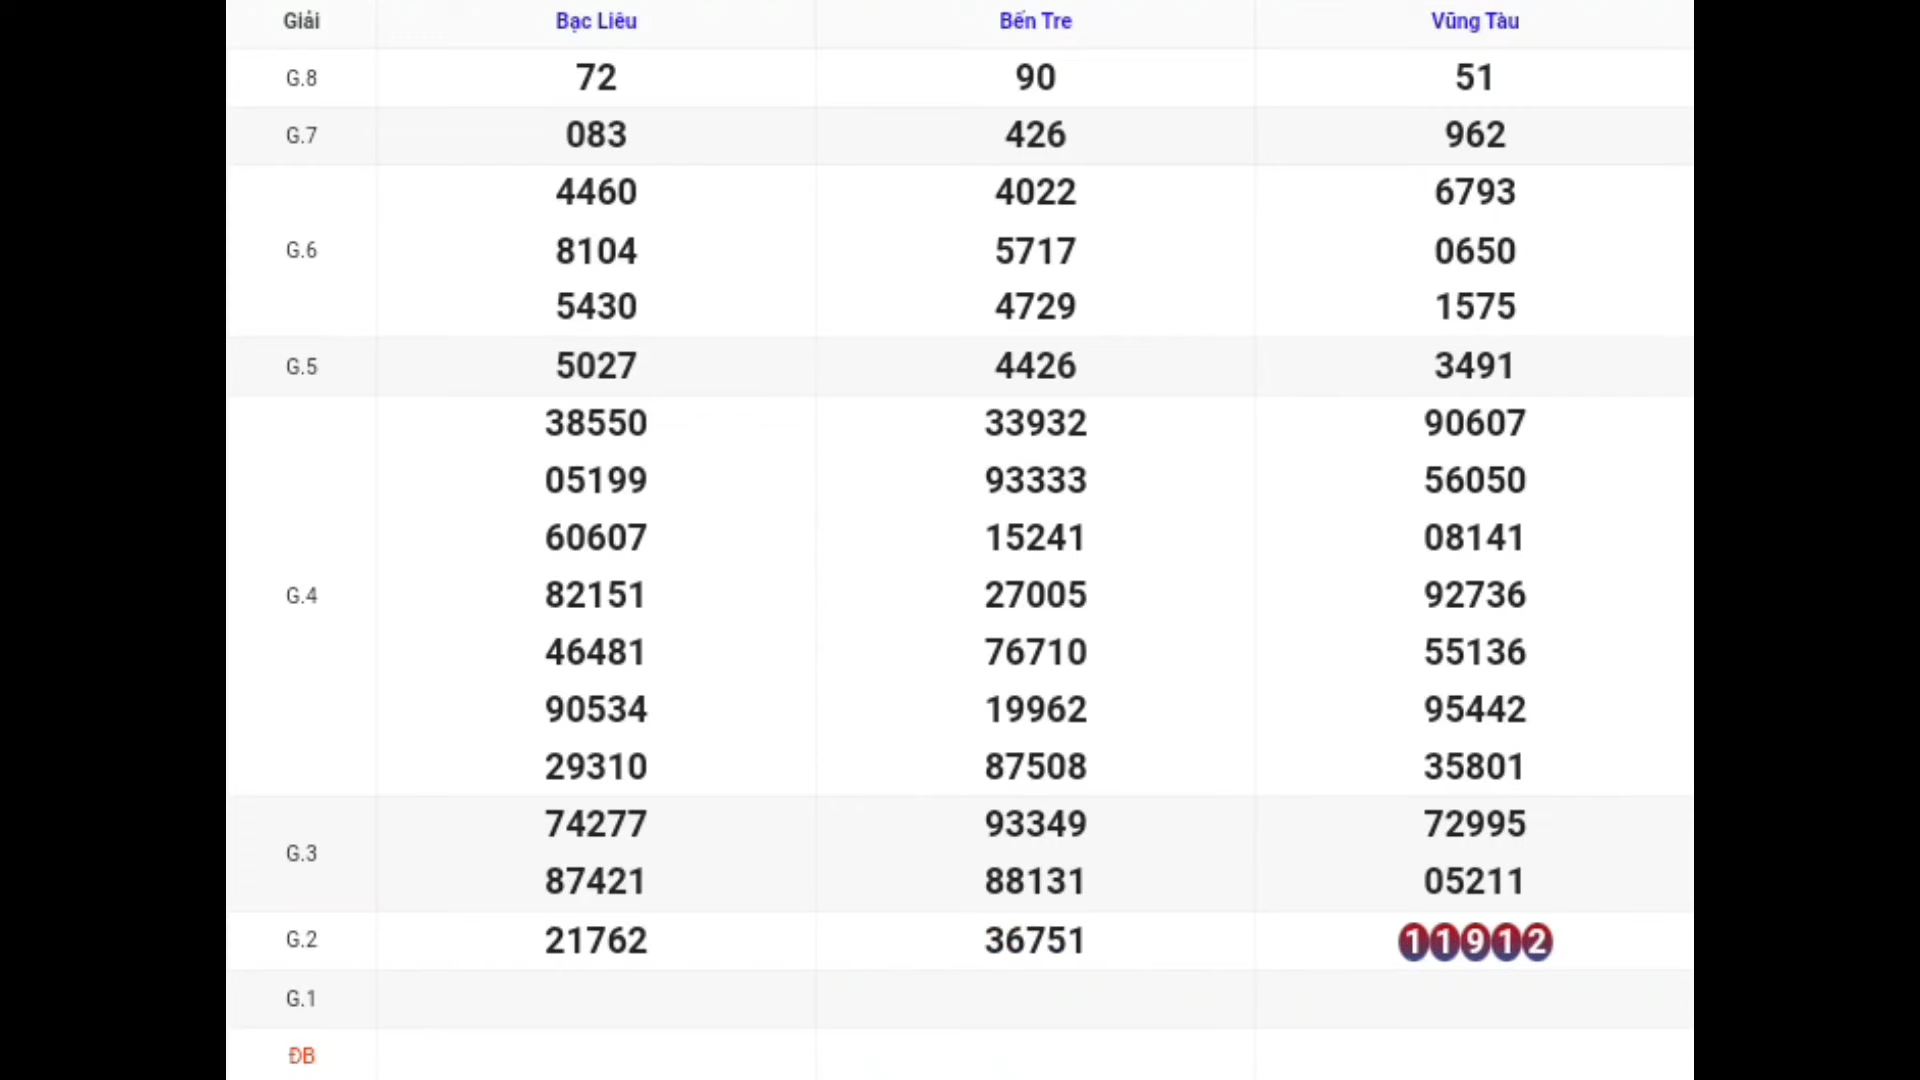 Giải Bạc Liêu Bến Tre Vũng Tàu
G.8 72 90 51
G.7 083 426 962
4460 4022 6793
G.6 8104 5717 0650
5430 4729 1575
G.5 5027 4426 3491
38550 33932 90607
05199 93333 56050
60607 15241 08141
G.4 82151 27005 92736
46481 76710 55136
90534 19962 95442
29310 87508 35801
74277 93349 72995
G.3
87421 88131 05211
G.2 21762 36751 11912
G.1
ĐB